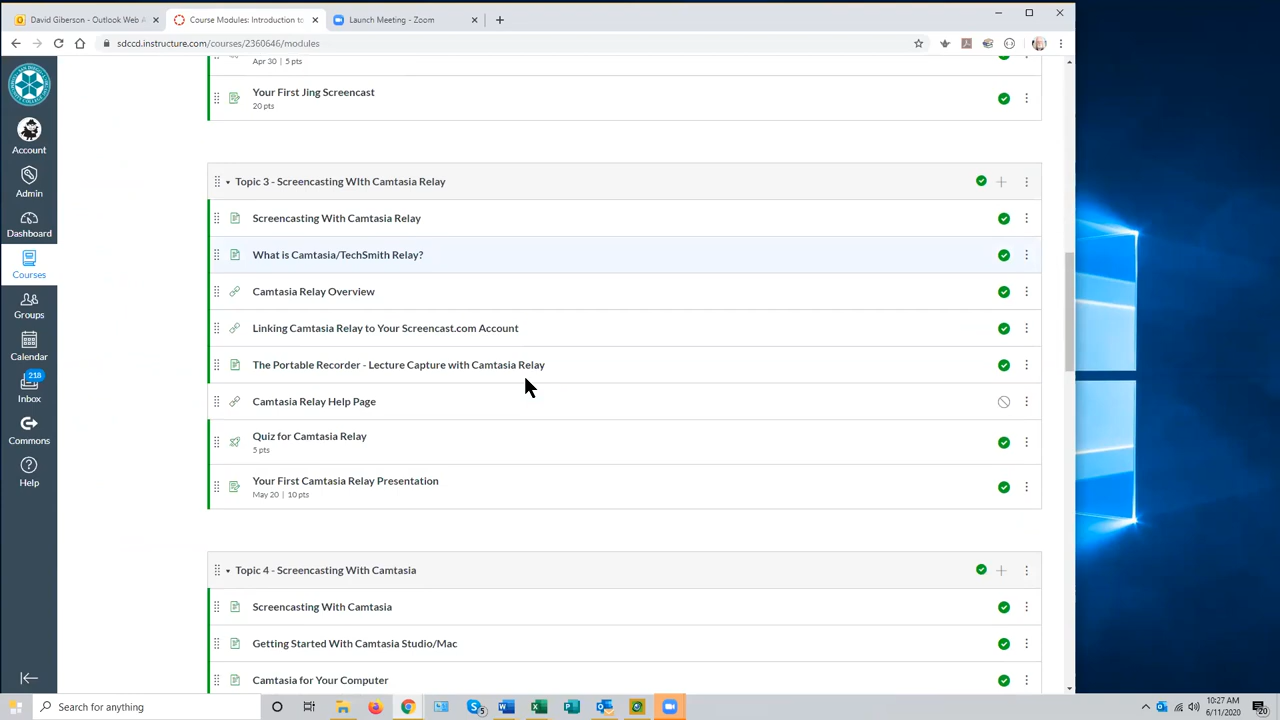 David Giberson - Outlook Web A
Course Modules: Introduction to
Launch Meeting - Zoom
sdccd.instructure.com/courses/2360646/modules
Account
Admin
Dashboard
Courses
Groups
Calendar
218
Inbox
Commons
Help
Apr 30 | 5 pts
Your First Jing Screencast
20 pts
Topic 3 - Screencasting WIth Camtasia Relay
Screencasting With Camtasia Relay
What is Camtasia/TechSmith Relay?
Camtasia Relay Overview
Linking Camtasia Relay to Your Screencast.com Account
The Portable Recorder - Lecture Capture with Camtasia Relay
Camtasia Relay Help Page
Quiz for Camtasia Relay
5 pts
Your First Camtasia Relay Presentation
May 20 | 10 pts
Topic 4 - Screencasting With Camtasia
Screencasting With Camtasia
Getting Started With Camtasia Studio/Mac
Camtasia for Your Computer
Search for anything
5
10:27 AM
6/11/2020
20